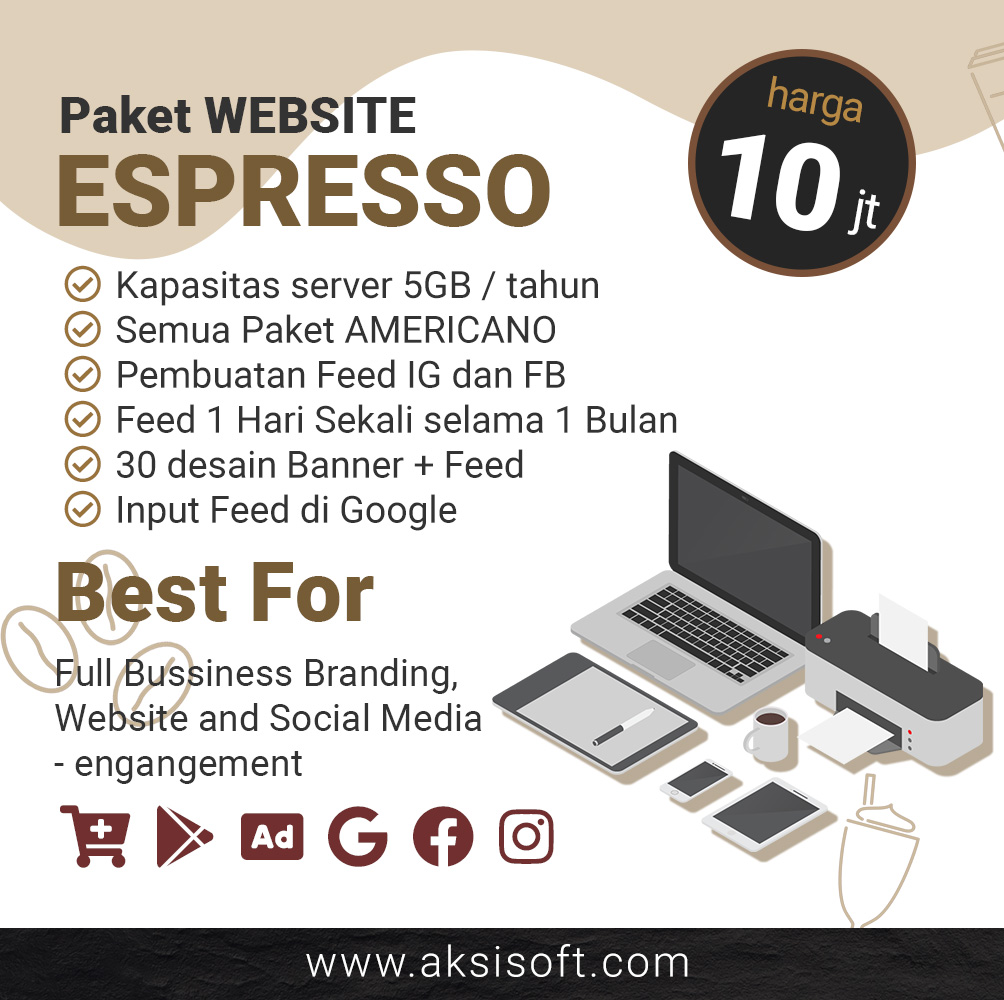 Paket WEBSITE
ESPRESSO
harga
10 jt
Kapasitas server 5GB / tahun
Semua Paket AMERICANO
Pembuatan Feed IG dan FB
Feed 1 Hari Sekali selama 1 Bulan
30 desain Banner + Feed
Input Feed di Google
Best For
Full Bussiness Branding,
Website and Social Media
- engangement
Ad
www.aksisoft.com